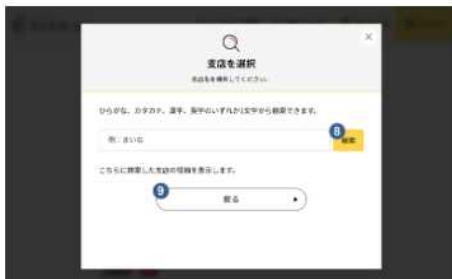 支店を選択
支店名を検索してください。
ひらがな、カタカナ、漢字、英字のいずれか1文字から検索できます。
8
例：まいな
検索
こちらに検索した支店の候補を表示します。
9
戻る